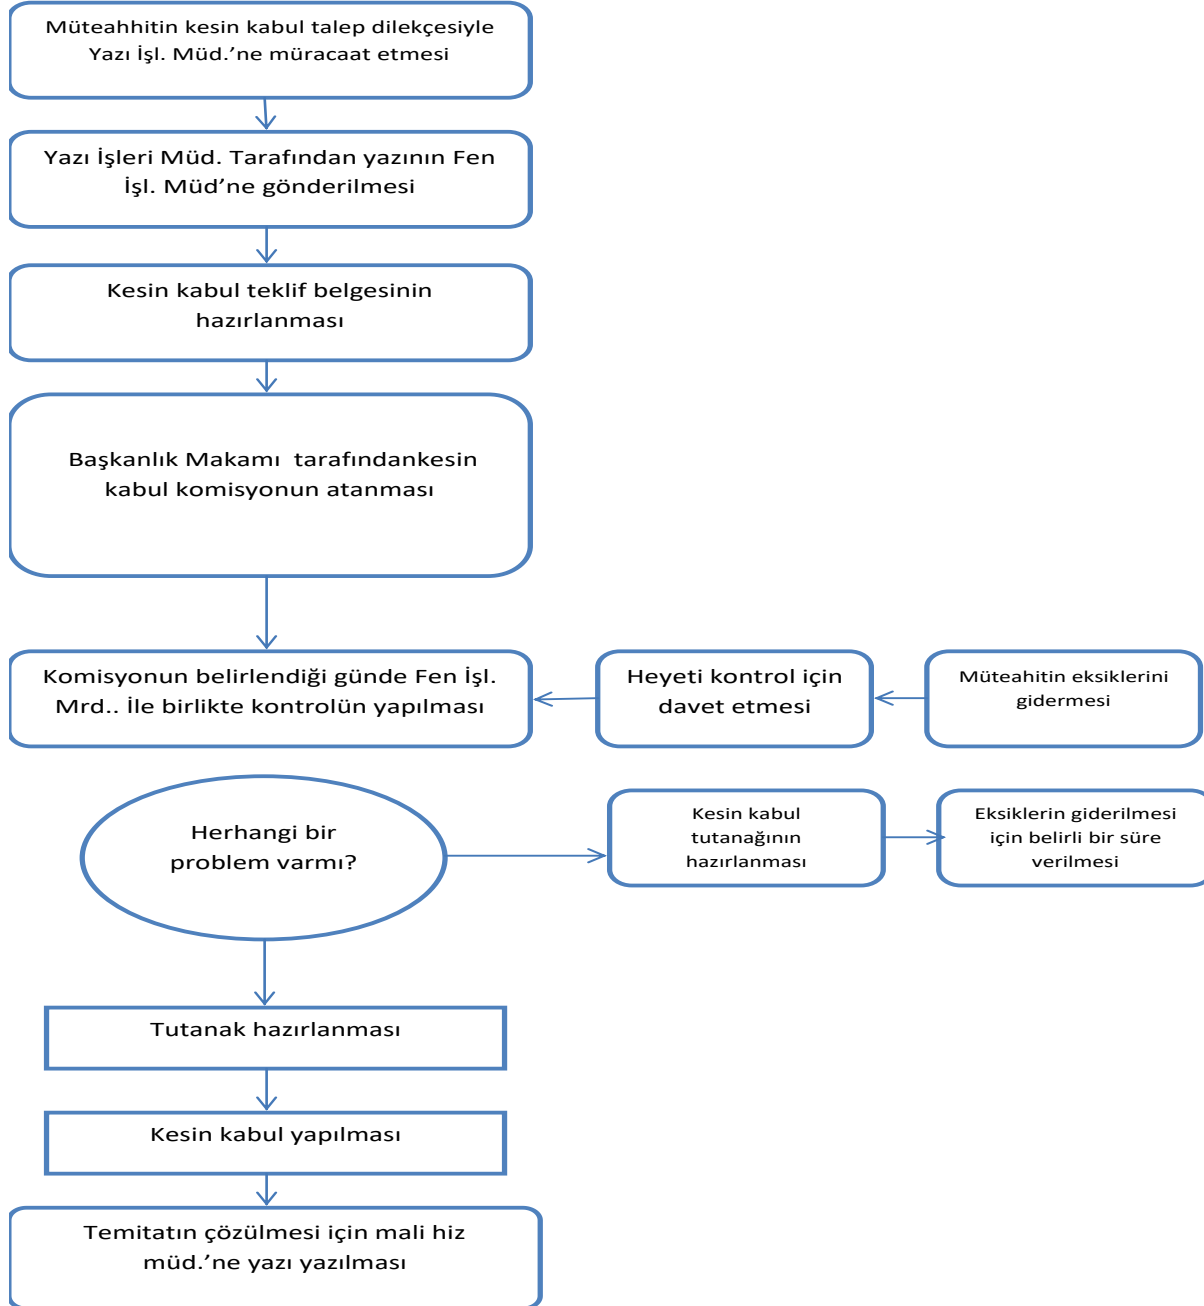 Müteahhitin kesin kabul talep dilekçesiyle
Yazı İşl. Müd.’ne müracaat etmesi
Yazı İşleri Müd. Tarafından yazının Fen
İşl. Müd’ne gönderilmesi
Kesin kabul teklif belgesinin
hazırlanması
Başkanlık Makamı  tarafındankesin
kabul komisyonun atanması
Komisyonun belirlendiği günde Fen İşl.
Mrd.. İle birlikte kontrolün yapılması
Heyeti kontrol için
davet etmesi
Müteahitin eksiklerini
gidermesi
Herhangi bir
problem varmı?
Kesin kabul
tutanağının
hazırlanması
Eksiklerin giderilmesi
için belirli bir süre
verilmesi
Tutanak hazırlanması
Kesin kabul yapılması
Temitatın çözülmesi için mali hiz
müd.’ne yazı yazılması